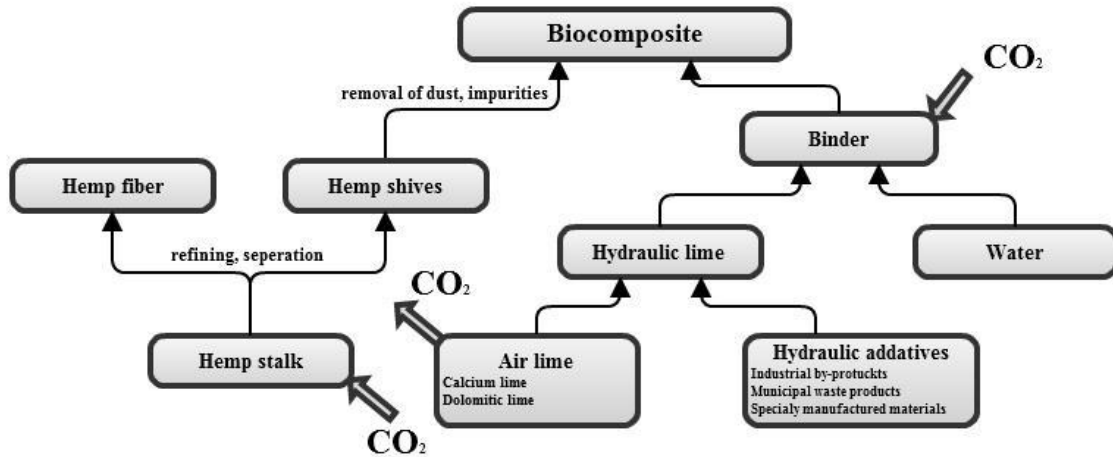 Biocomposite
CO₂
removal of dust, impurities
Binder
Hemp fiber
Hemp shives
refining, seperation
Hydraulic lime
Water
CO₂
Hemp stalk
Air lime
Calcium lime
Dolomitic lime
Hydraulic addatives
Industrial by-protuckts
Municipal waste products
Specialy manufactured materials
CO₂